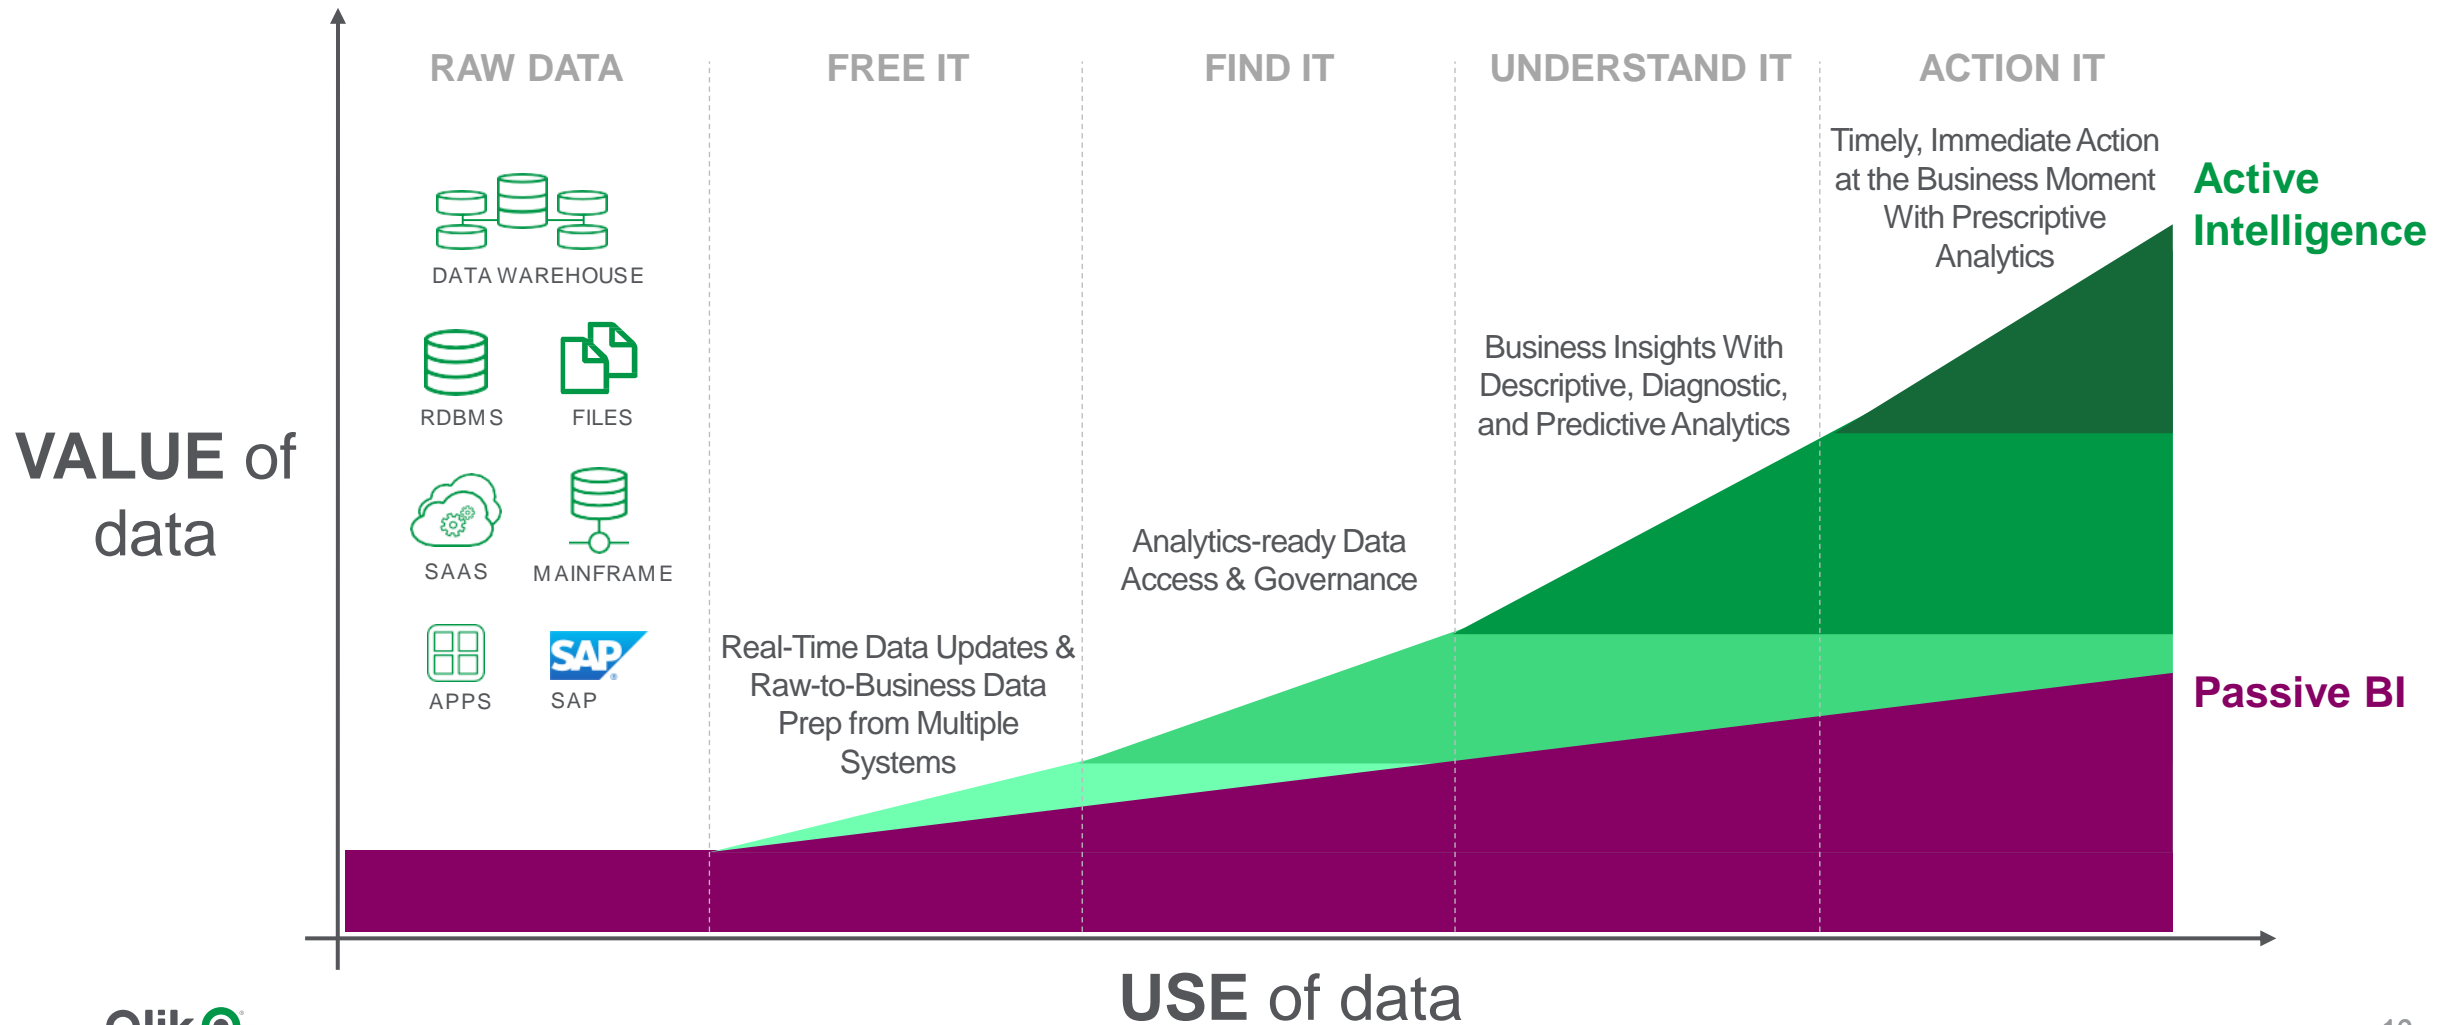 RAW DATA
FREE IT
FIND IT
UNDERSTAND IT
ACTION IT
DATA WAREHOUSE
RDBMS
FILES
SAAS
MAINFRAME
APPS
SAP
SAP
Real-Time Data Updates &
Raw-to-Business Data
Prep from Multiple
Systems
Analytics-ready Data
Access & Governance
Business Insights With
Descriptive, Diagnostic,
and Predictive Analytics
Timely, Immediate Action
at the Business Moment
With Prescriptive
Analytics
Active
Intelligence
Passive BI
VALUE of
data
USE of data
Qlik